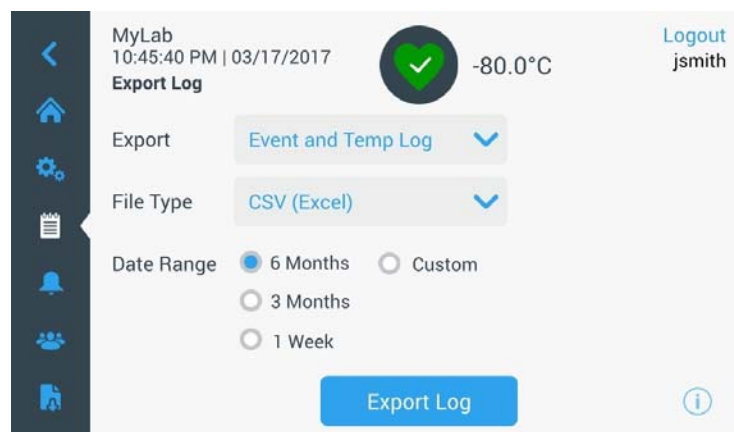 MyLab
10:45:40 PM | 03/17/2017
Export Log
-80.0°C
Logout
jsmith
Export Event and Temp Log
File Type CSV (Excel)
Date Range 6 Months Custom
3 Months
1 Week
Export Log
i